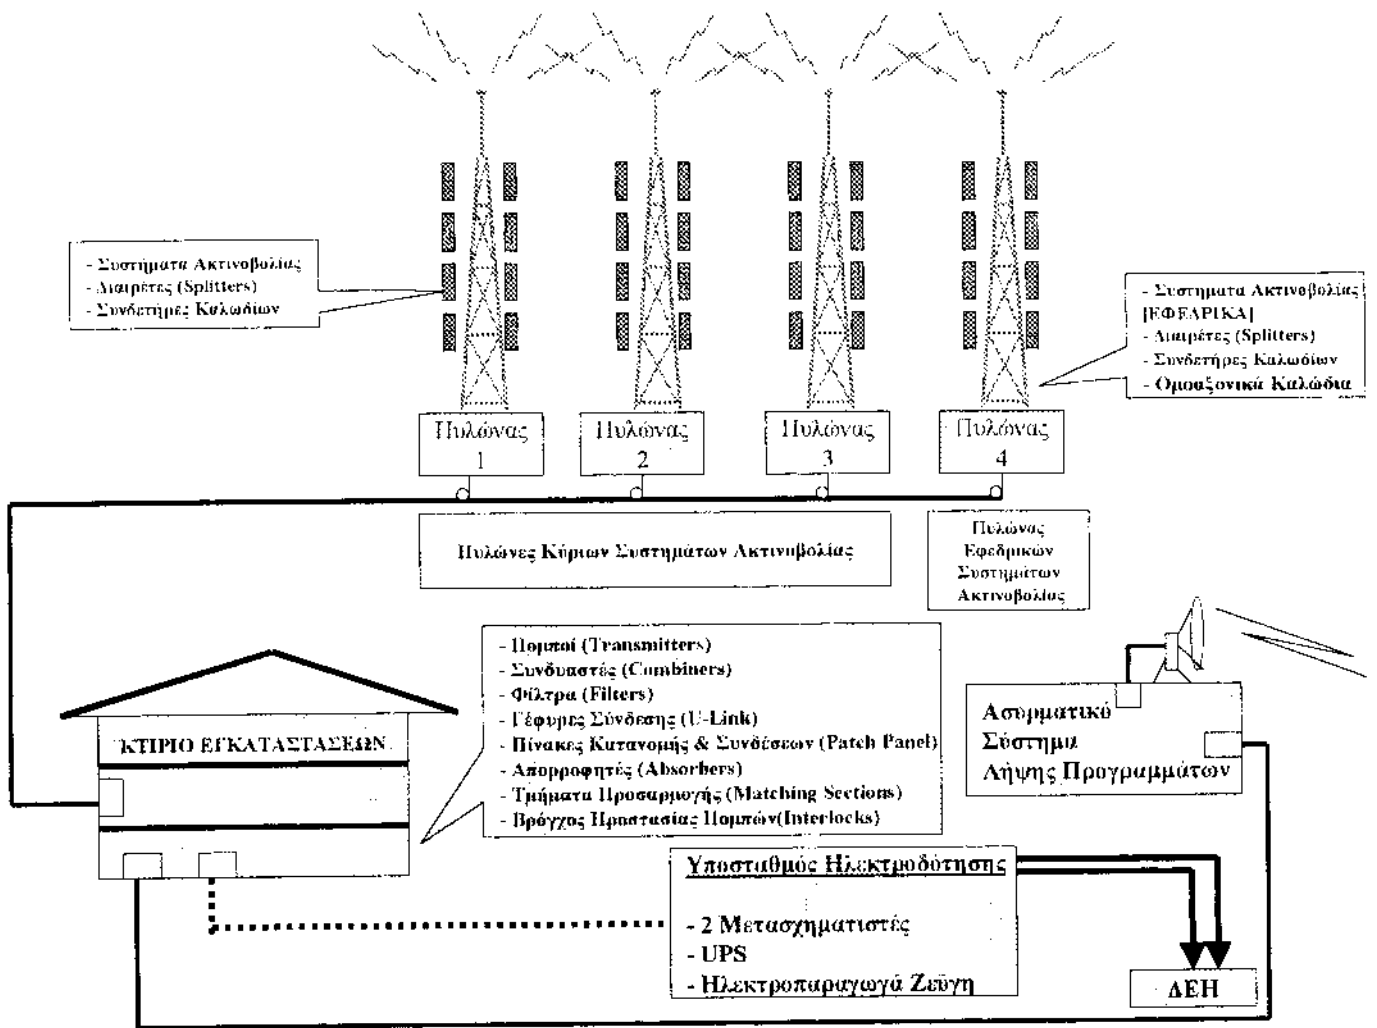 - Συστήματα Ακτινοβολίας
- Διαιρέτες (Splitters)
- Συνδετήρες Καλωδίων
- Συστηματα Ακτινοβολίας
[ΕΦΕΔΡΙΚΑ]
- Διαιρέτες (Splitters)
- Συνδετήρες Καλωδίων
- Ομοαξονικά Καλώδια
Πυλώνας
1
Πυλώνας
2
Πυλώνας
3
Πυλώνας
4
Πυλώνες Κύριων Συστημάτων Ακτινοβολίας
Πυλώνας
Εφεδρικών
Συστημάτων
Ακτινοβολίας
- Πομποί (Transmitters)
- Συνδυαστές (Combiners)
- Φίλτρα (Filters)
- Γέφυρες Σύνδεσης (U-Link)
- Πίνακες Κατανομής & Συνδέσεων (Patch Panel)
- Απορροφητές (Absorbers)
- Τμήματα Προσαρμογής (Matching Sections)
- Βρόγχος Προστασίας Πομπών(Interlocks)
ΚΤΙΡΙΟ ΕΓΚΑΤΑΣΤΑΣΕΩΝ
Ασυρματικό
Σύστημα
Λήψης Προγραμμάτων
Υποσταθμός Ηλεκτροδότησης
- 2 Μετασχηματιστές
- UPS
- Ηλεκτροπαραγωγά Ζεύγη
ΔΕΗ